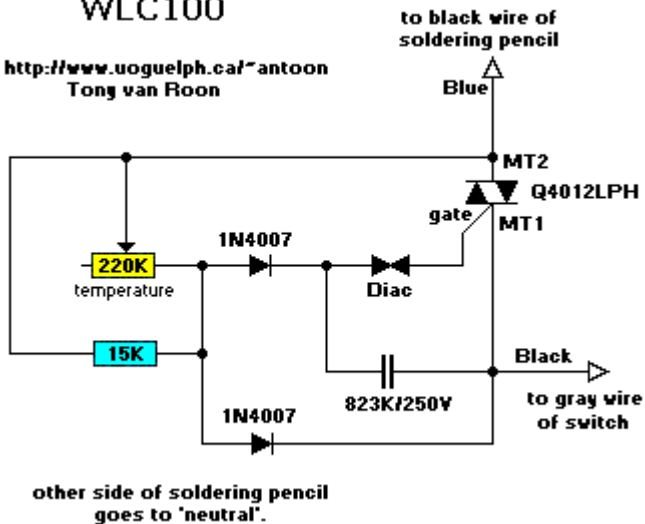 WLC100
http://www.uoguelph.ca/~antoon
Tony van Roon
to black wire of
soldering pencil
Blue
MT2
Q4012LPH
gate
MT1
1N4007
220K
temperature
Diac
15K
Black
823K/250V
to gray wire
of switch
1N4007
other side of soldering pencil
goes to 'neutral'.